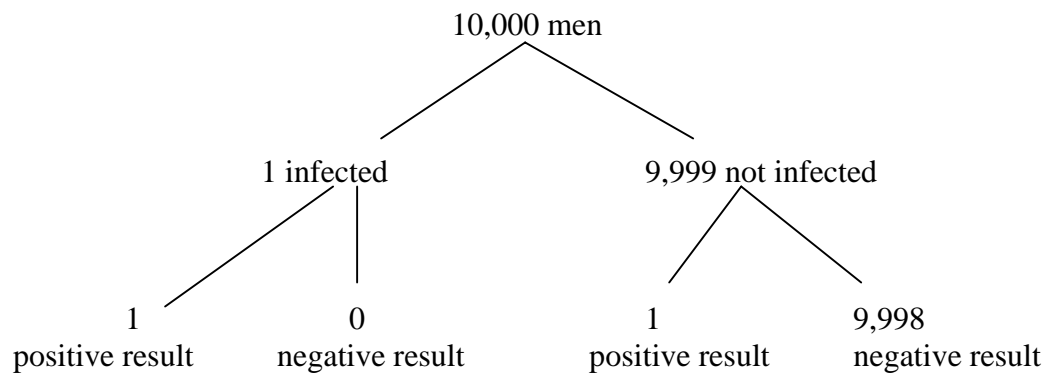 10,000 men
1 infected 9,999 not infected
1 0 1 9,998
positive result negative result positive result negative result